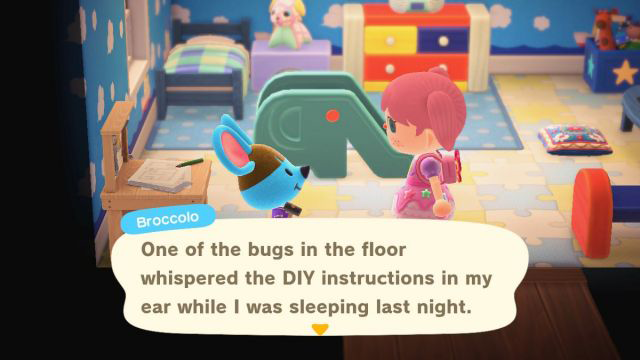 Broccolo
One of the bugs in the floor
whispered the DIY instructions in my
ear while I was sleeping last night.